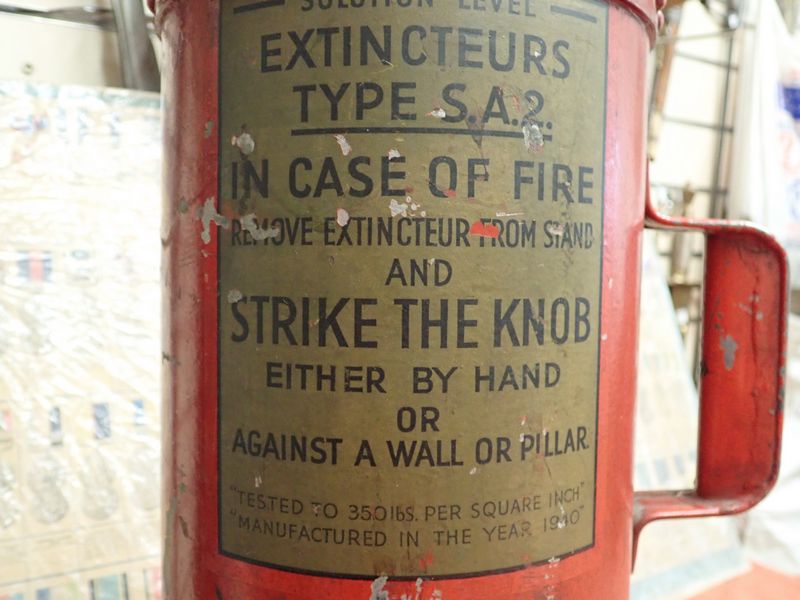 SOLUTION LEVEL
EXTINCTEURS
TYPE S.A.2.
IN CASE OF FIRE
REMOVE EXTINCTEUR FROM STAND
AND
STRIKE THE KNOB
EITHER BY HAND
OR
AGAINST A WALL OR PILLAR.
"TESTED TO 350 lbs. PER SQUARE INCH"
"MANUFACTURED IN THE YEAR 1940"